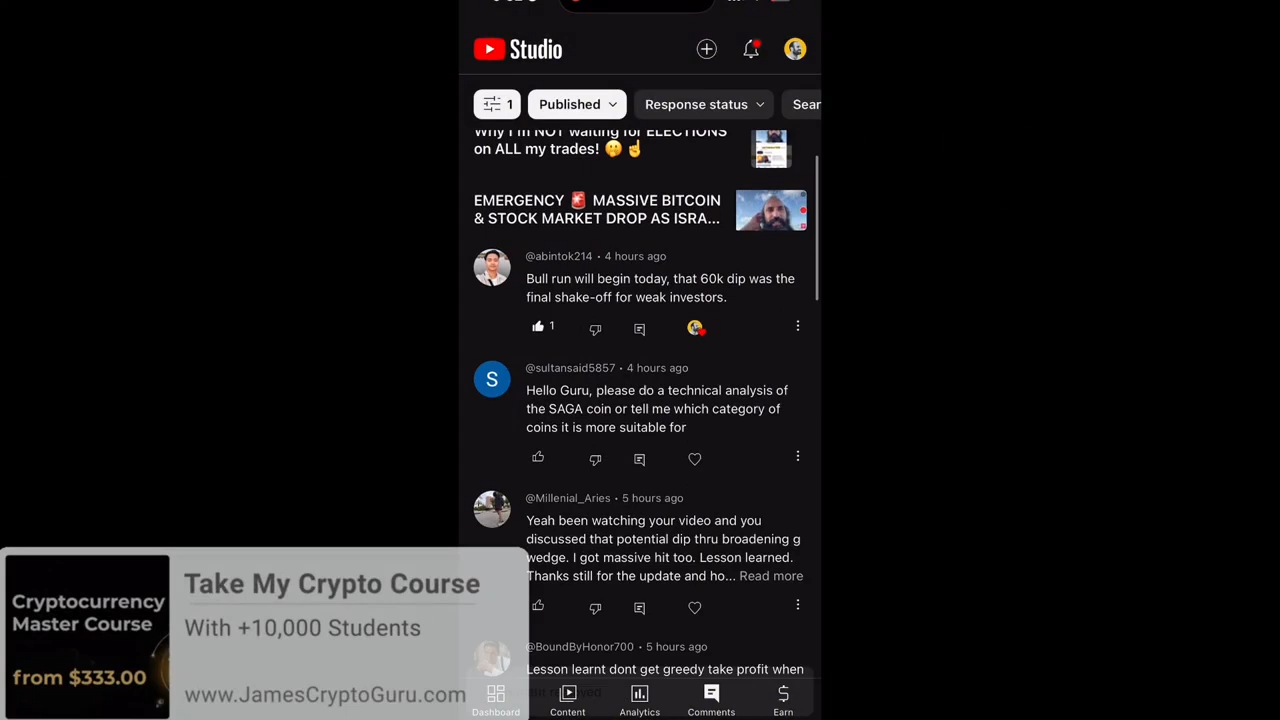 Studio
1
Published
Response status
Sear
Why I'm NOT waiting for ELECTIONS
on ALL my trades! 🤫 ☝️
EMERGENCY 🚨 MASSIVE BITCOIN
& STOCK MARKET DROP AS ISRA...
@abintok214 • 4 hours ago
Bull run will begin today, that 60k dip was the
final shake-off for weak investors.
1
S
@sultansaid5857 • 4 hours ago
Hello Guru, please do a technical analysis of
the SAGA coin or tell me which category of
coins it is more suitable for
@Millenial_Aries • 5 hours ago
Yeah been watching your video and you
discussed that potential dip thru broadening g
wedge. I got massive hit too. Lesson learned.
Thanks still for the update and ho... Read more
@BoundByHonor700 • 5 hours ago
Lesson learnt dont get greedy take profit when
Dashboard
Content
Analytics
Comments
Earn
Cryptocurrency
Master Course
from $333.00
Take My Crypto Course
With +10,000 Students
www.JamesCryptoGuru.com